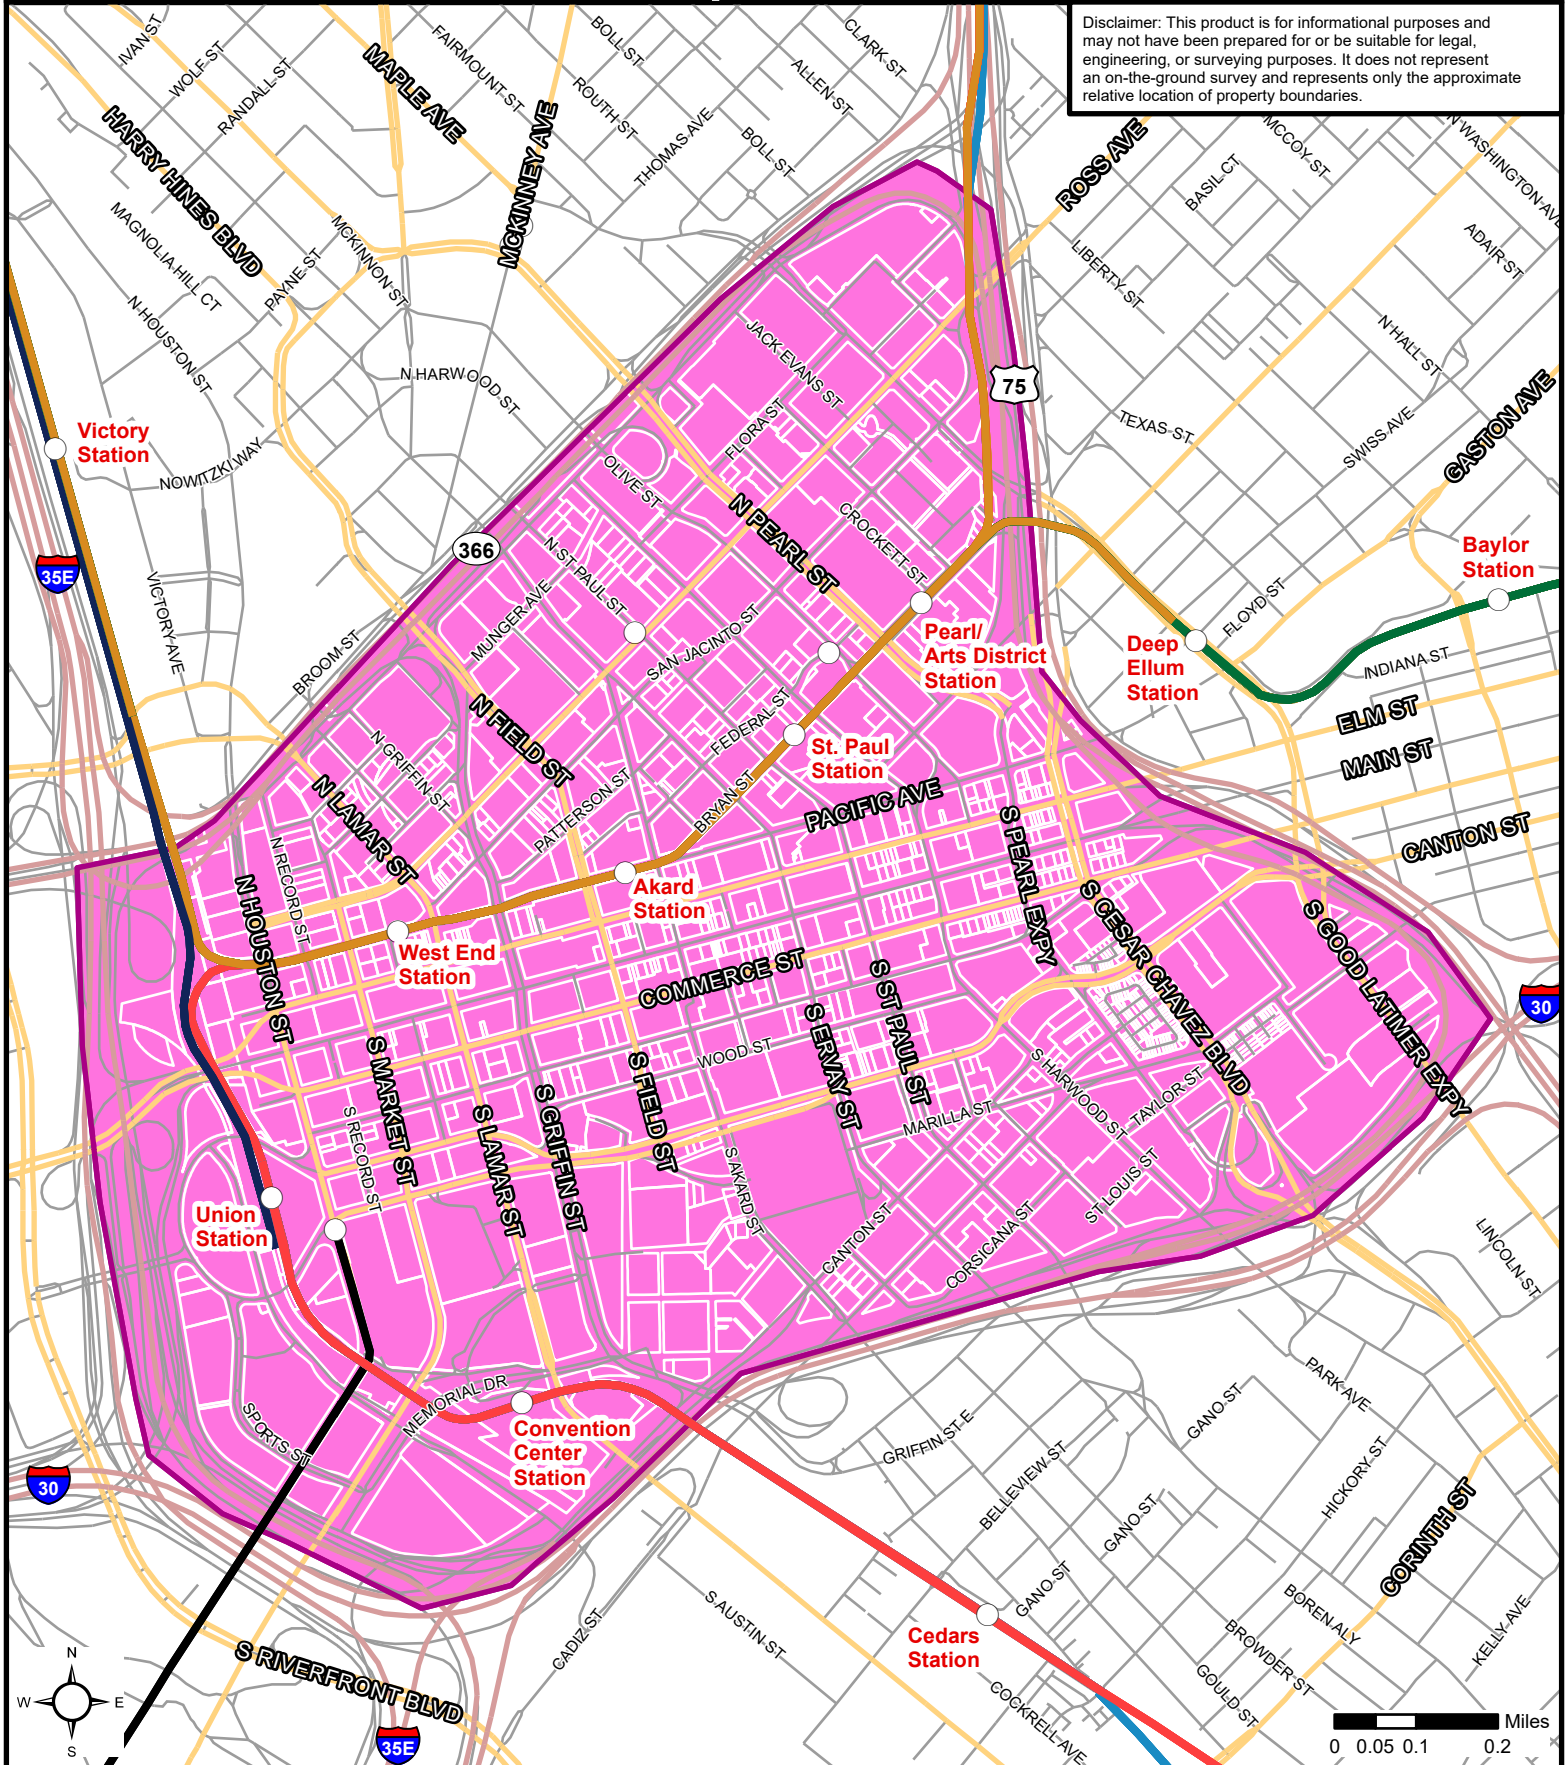 Disclaimer: This product is for informational purposes and
may not have been prepared for or be suitable for legal,
engineering, or surveying purposes. It does not represent
an on-the-ground survey and represents only the approximate
relative location of property boundaries.
IVAN ST
WOLF ST
RANDALL ST
MAPLE AVE
FAIRMOUNT ST
BOLL ST
ROUTH ST
THOMAS AVE
BOLL ST
ALLEN ST
CLARK ST
HARRY HINES BLVD
MCKINNEY AVE
ROSS AVE
MCCOY ST
BASIL CT
N WASHINGTON AVE
ADAIR ST
LIBERTY ST
MAGNOLIA HILL CT
PAYNE ST
MCKINNON ST
N HOUSTON ST
N HARWOOD ST
JACK EVANS ST
75
N HALL ST
TEXAS ST
SWISS AVE
GASTON AVE
Victory
Station
NOWITZKI WAY
FLORA ST
OLIVE ST
N PEARL ST
CROCKETT ST
366
35E
VICTORY AVE
N ST PAUL ST
MUNGER AVE
SAN JACINTO ST
BROOM ST
Baylor
Station
FLOYD ST
INDIANA ST
Deep
Ellum
Station
Pearl/
Arts District
Station
ELM ST
MAIN ST
CANTON ST
N FIELD ST
N GRIFFIN ST
N LAMAR ST
FEDERAL ST
St. Paul
Station
PATTERSON ST
BRYAN ST
PACIFIC AVE
N RECORD ST
N HOUSTON ST
Akard
Station
West End
Station
S PEARL EXPY
S CESAR CHAVEZ BLVD
S GOOD LATIMER EXPY
30
COMMERCE ST
S ST PAUL ST
S ERVAY ST
WOOD ST
S MARKET ST
S RECORD ST
S LAMAR ST
S GRIFFIN ST
S FIELD ST
S AKARD ST
MARILLA ST
S HARWOOD ST
TAYLOR ST
ST LOUIS ST
CANTON ST
CORSICANA ST
Union
Station
LINCOLN ST
MEMORIAL DR
SPORTS ST
Convention
Center
Station
30
PARK AVE
GANO ST
GRIFFIN ST E
BELLEVIEW ST
GANO ST
HICKORY ST
CORINTH ST
GANO ST
S AUSTIN ST
CADIZ ST
S RIVERFRONT BLVD
35E
Cedars
Station
COCKRELL AVE
BOREN ALY
BROWDER ST
GOULD ST
KELLY AVE
N
W
E
S
Miles
0 0.05 0.1 0.2